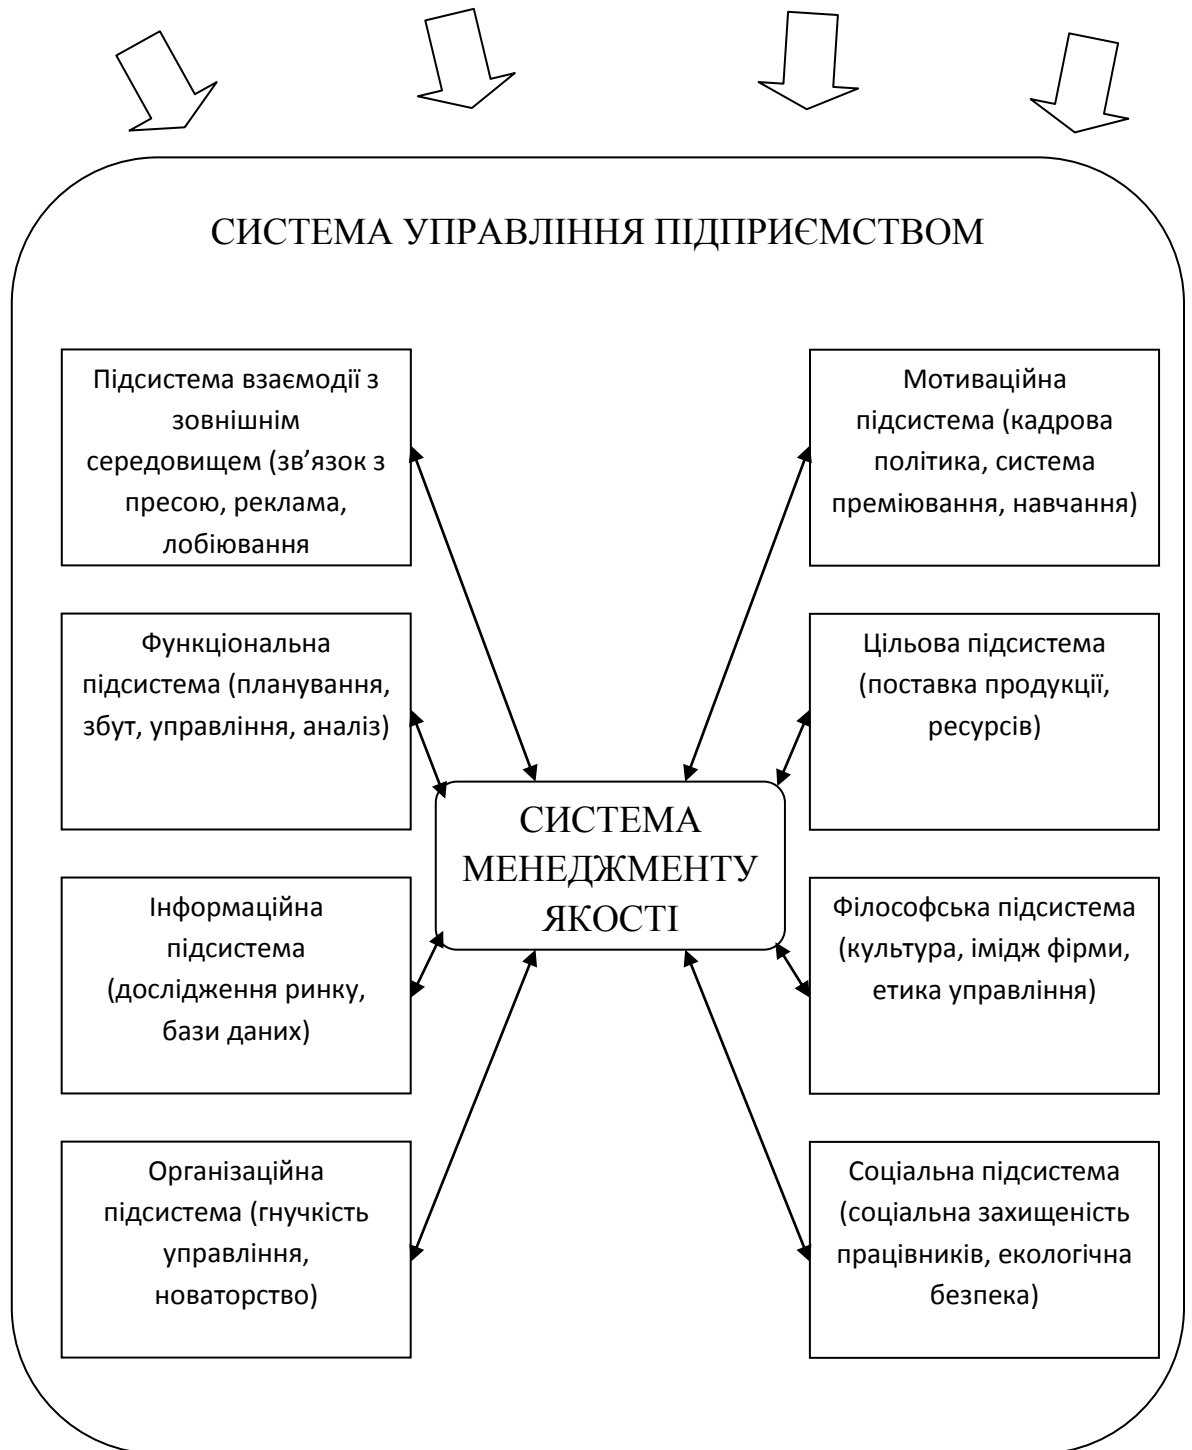 СИСТЕМА УПРАВЛІННЯ ПІДПРИЄМСТВОМ
Підсистема взаємодії з
зовнішнім
середовищем (зв’язок з
пресою, реклама,
лобіювання
Мотиваційна
підсистема (кадрова
політика, система
преміювання, навчання)
Функціональна
підсистема (планування,
збут, управління, аналіз)
Цільова підсистема
(поставка продукції,
ресурсів)
СИСТЕМА
МЕНЕДЖМЕНТУ
ЯКОСТІ
Інформаційна
підсистема
(дослідження ринку,
бази даних)
Філософська підсистема
(культура, імідж фірми,
етика управління)
Організаційна
підсистема (гнучкість
управління,
новаторство)
Соціальна підсистема
(соціальна захищеність
працівників, екологічна
безпека)